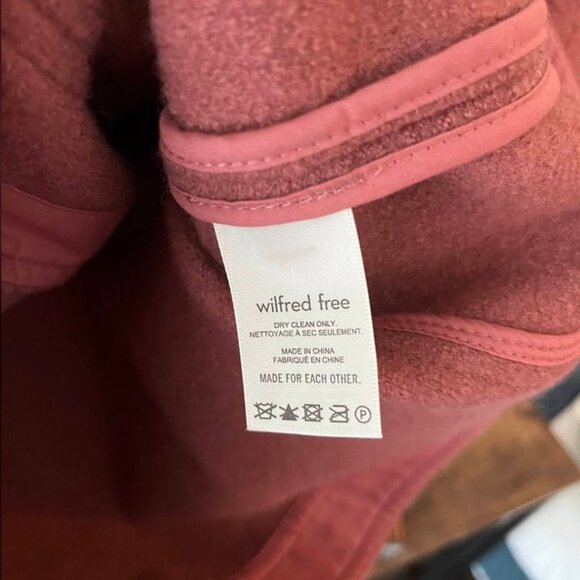 wilfred free
DRY CLEAN ONLY.
NETTOYAGE À SEC SEULEMENT.
MADE IN CHINA
FABRIQUÉ EN CHINE
MADE FOR EACH OTHER.
P